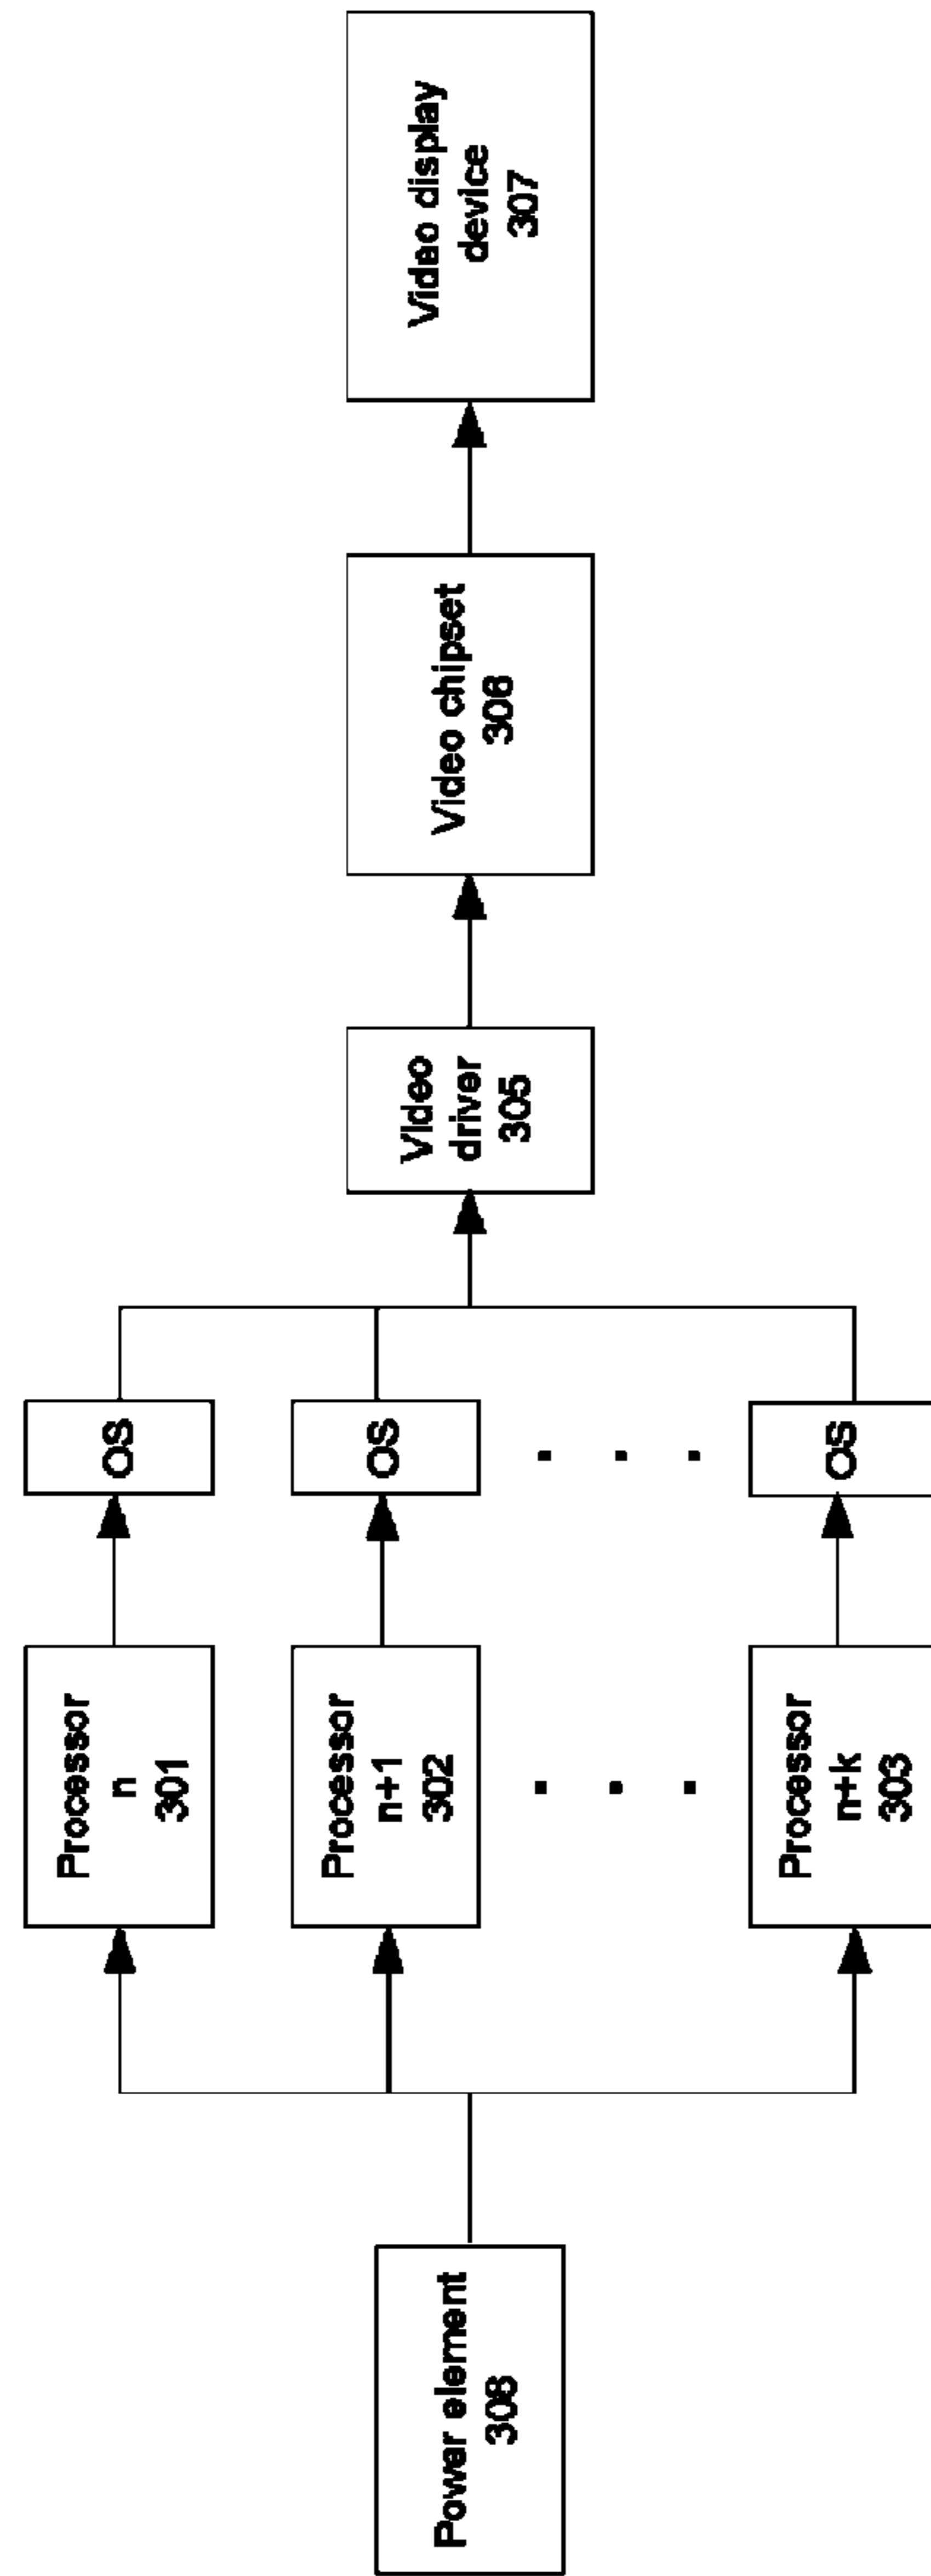 Power element
308
Processor
n
301
OS
Processor
n+1
302
OS
. . .
. . .
Processor
n+k
303
OS
Video
driver
305
Video chipset
306
Video display
device
307